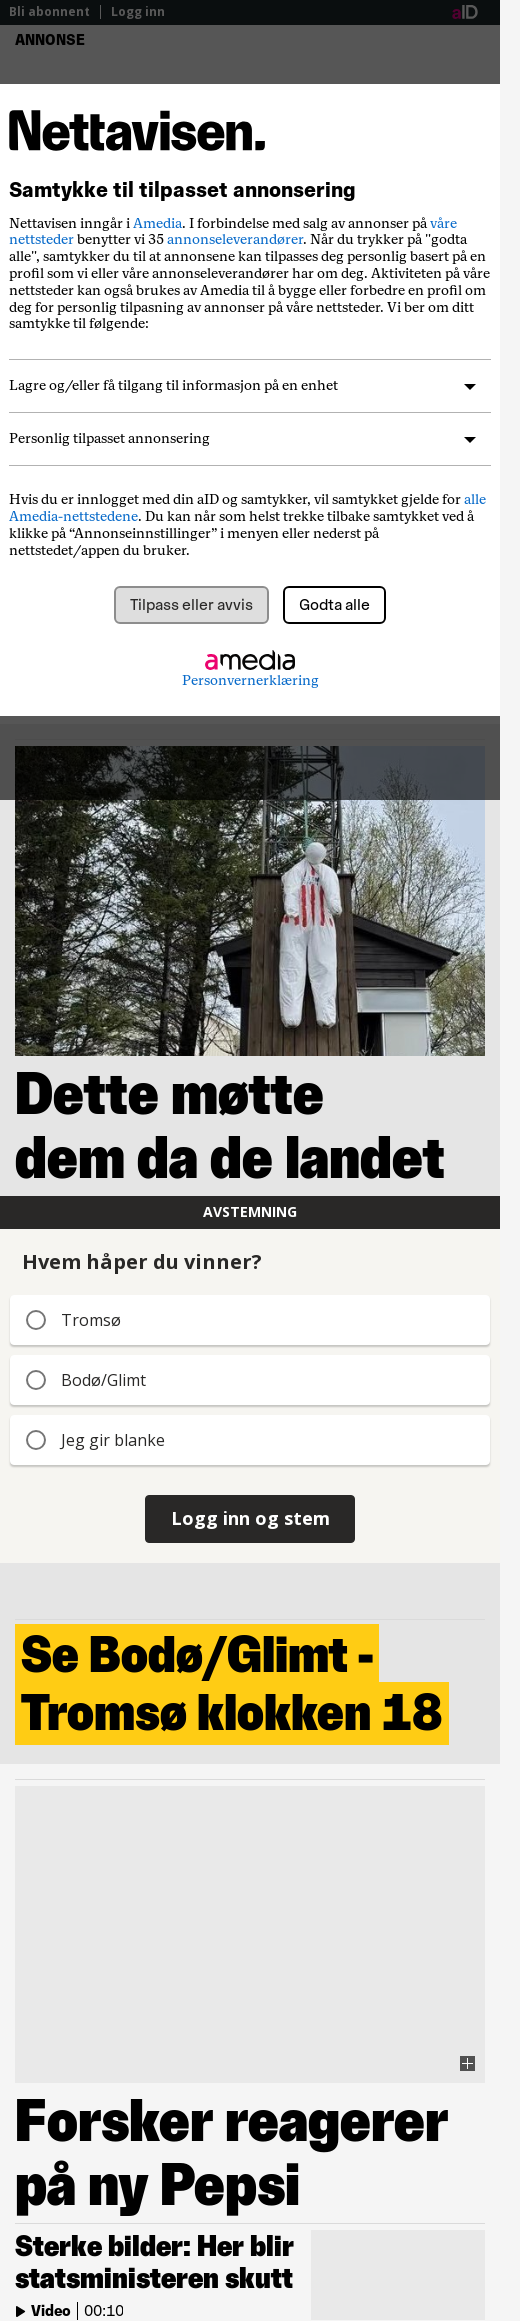 Bli abonnent | Logg inn
aID
ANNONSE
Nettavisen.
Samtykke til tilpasset annonsering
Nettavisen inngår i Amedia. I forbindelse med salg av annonser på våre
nettsteder benytter vi 35 annonseleverandører. Når du trykker på "godta
alle", samtykker du til at annonsene kan tilpasses deg personlig basert på en
profil som vi eller våre annonseleverandører har om deg. Aktiviteten på våre
nettsteder kan også brukes av Amedia til å bygge eller forbedre en profil om
deg for personlig tilpasning av annonser på våre nettsteder. Vi ber om ditt
samtykke til følgende:
Lagre og/eller få tilgang til informasjon på en enhet
Personlig tilpasset annonsering
Hvis du er innlogget med din aID og samtykker, vil samtykket gjelde for alle
Amedia-nettstedene. Du kan når som helst trekke tilbake samtykket ved å
klikke på “Annonseinnstillinger” i menyen eller nederst på
nettstedet/appen du bruker.
Tilpass eller avvis
Godta alle
amedia
Personvernerklæring
Dette møtte
dem da de landet
AVSTEMNING
Hvem håper du vinner?
Tromsø
Bodø/Glimt
Jeg gir blanke
Logg inn og stem
Se Bodø/Glimt -
Tromsø klokken 18
Forsker reagerer
på ny Pepsi
Sterke bilder: Her blir
statsministeren skutt
Video | 00:10